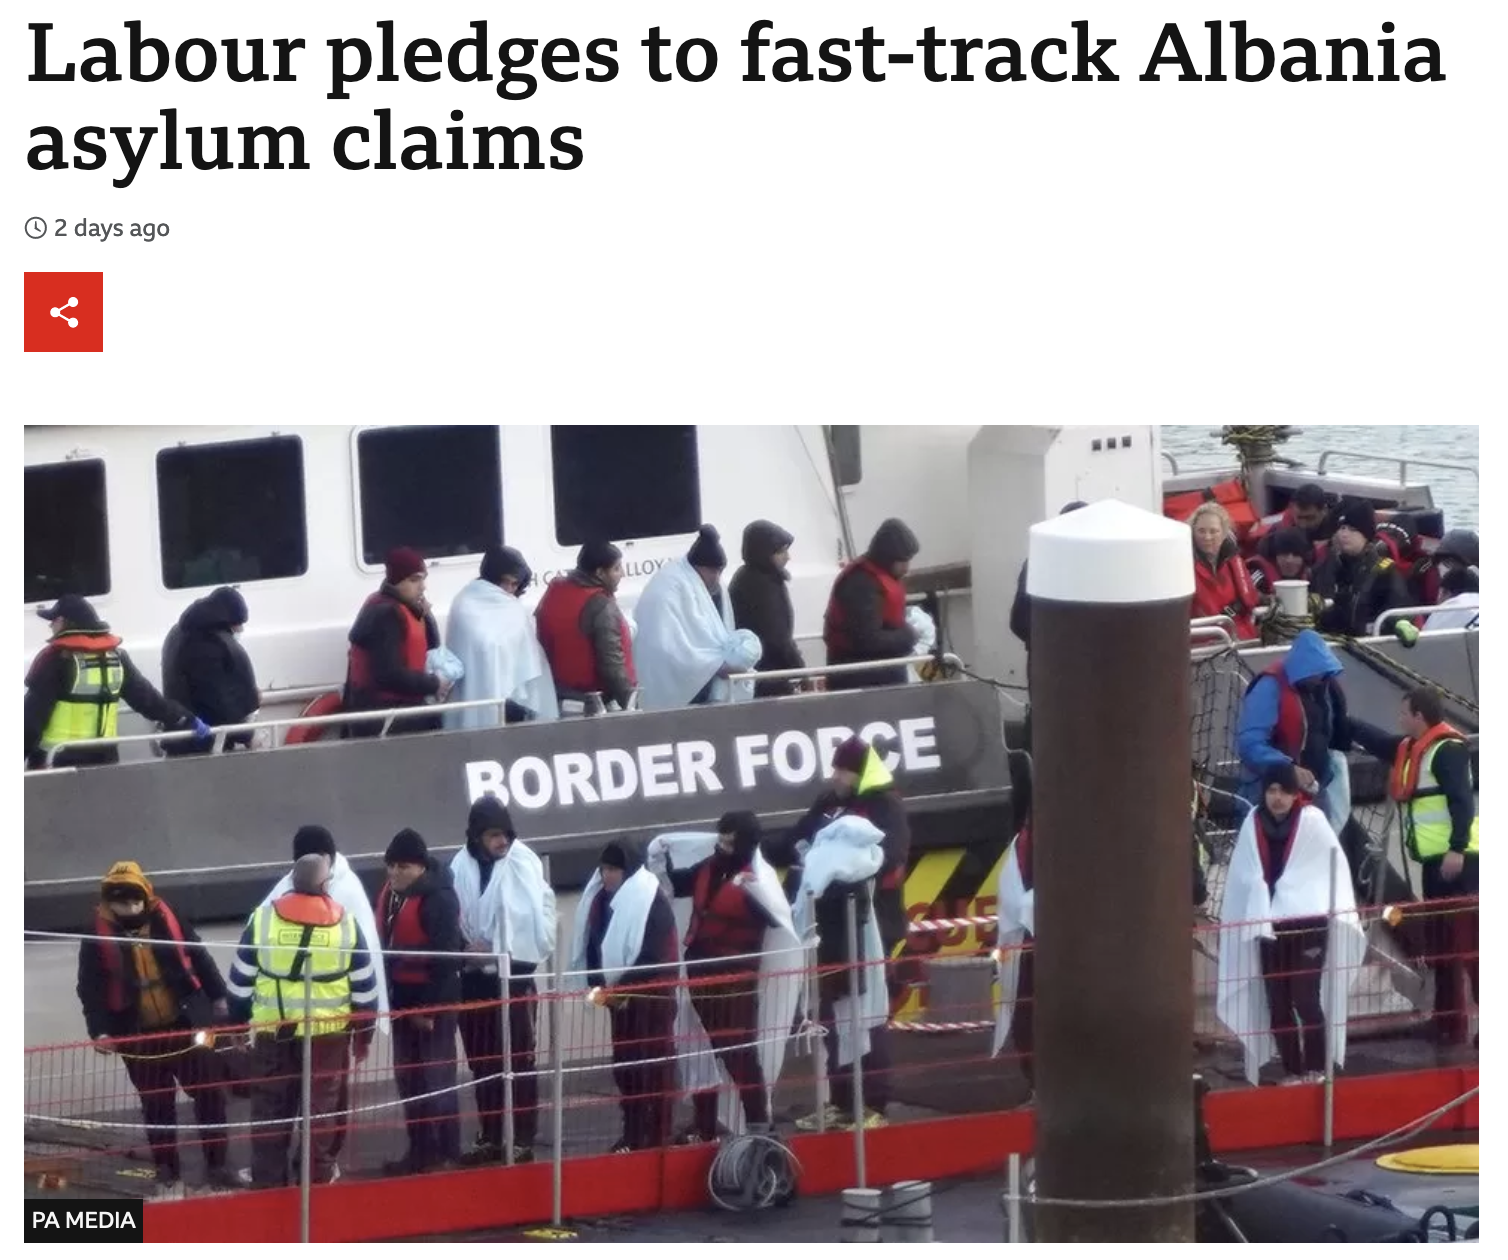 Labour pledges to fast-track Albania
asylum claims
2 days ago
BORDER FORCE
PA MEDIA